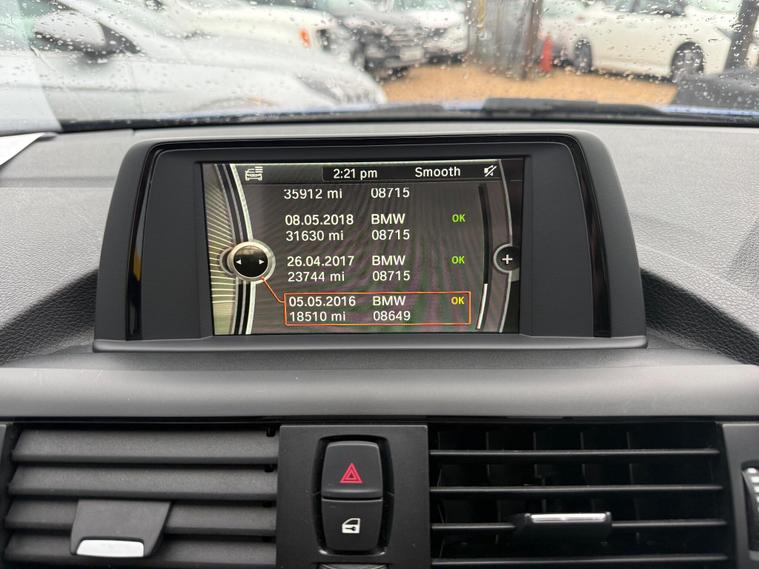 2:21 pm Smooth
35912 mi 08715
08.05.2018 BMW OK
31630 mi 08715
26.04.2017 BMW OK
23744 mi 08715
05.05.2016 BMW OK
18510 mi 08649